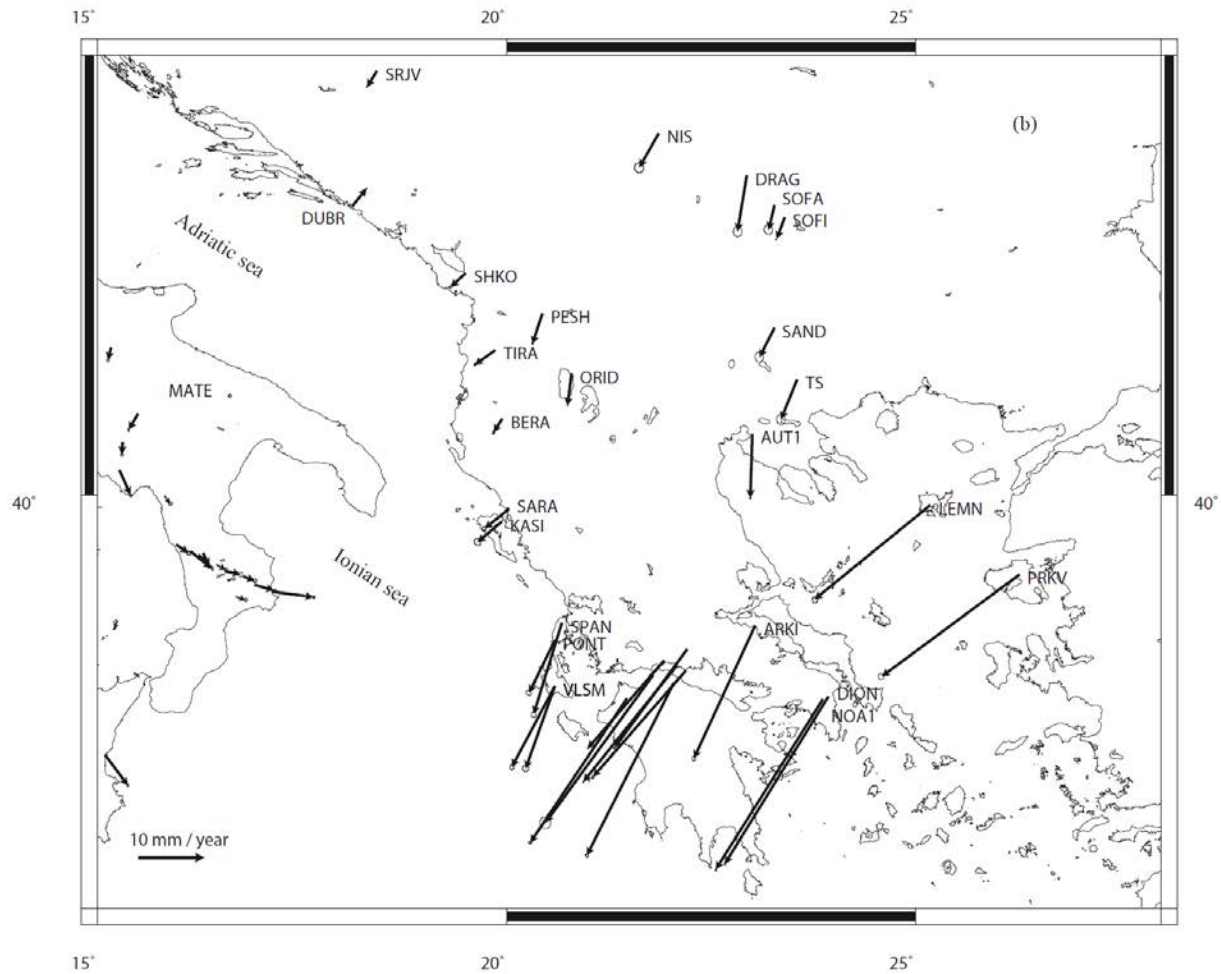 15°
20°
25°
SRJV
(b)
NIS
DRAG
SOFA
SOFI
DUBR
Adriatic sea
SHKO
PESH
SAND
TIRA
ORID
TS
MATE
BERA
AUT1
40°
40°
SARA
LEMN
KASI
Ionian sea
PRKV
SPAN
ARKI
PONT
VLSM
DION
NOA1
10 mm / year
15°
20°
25°